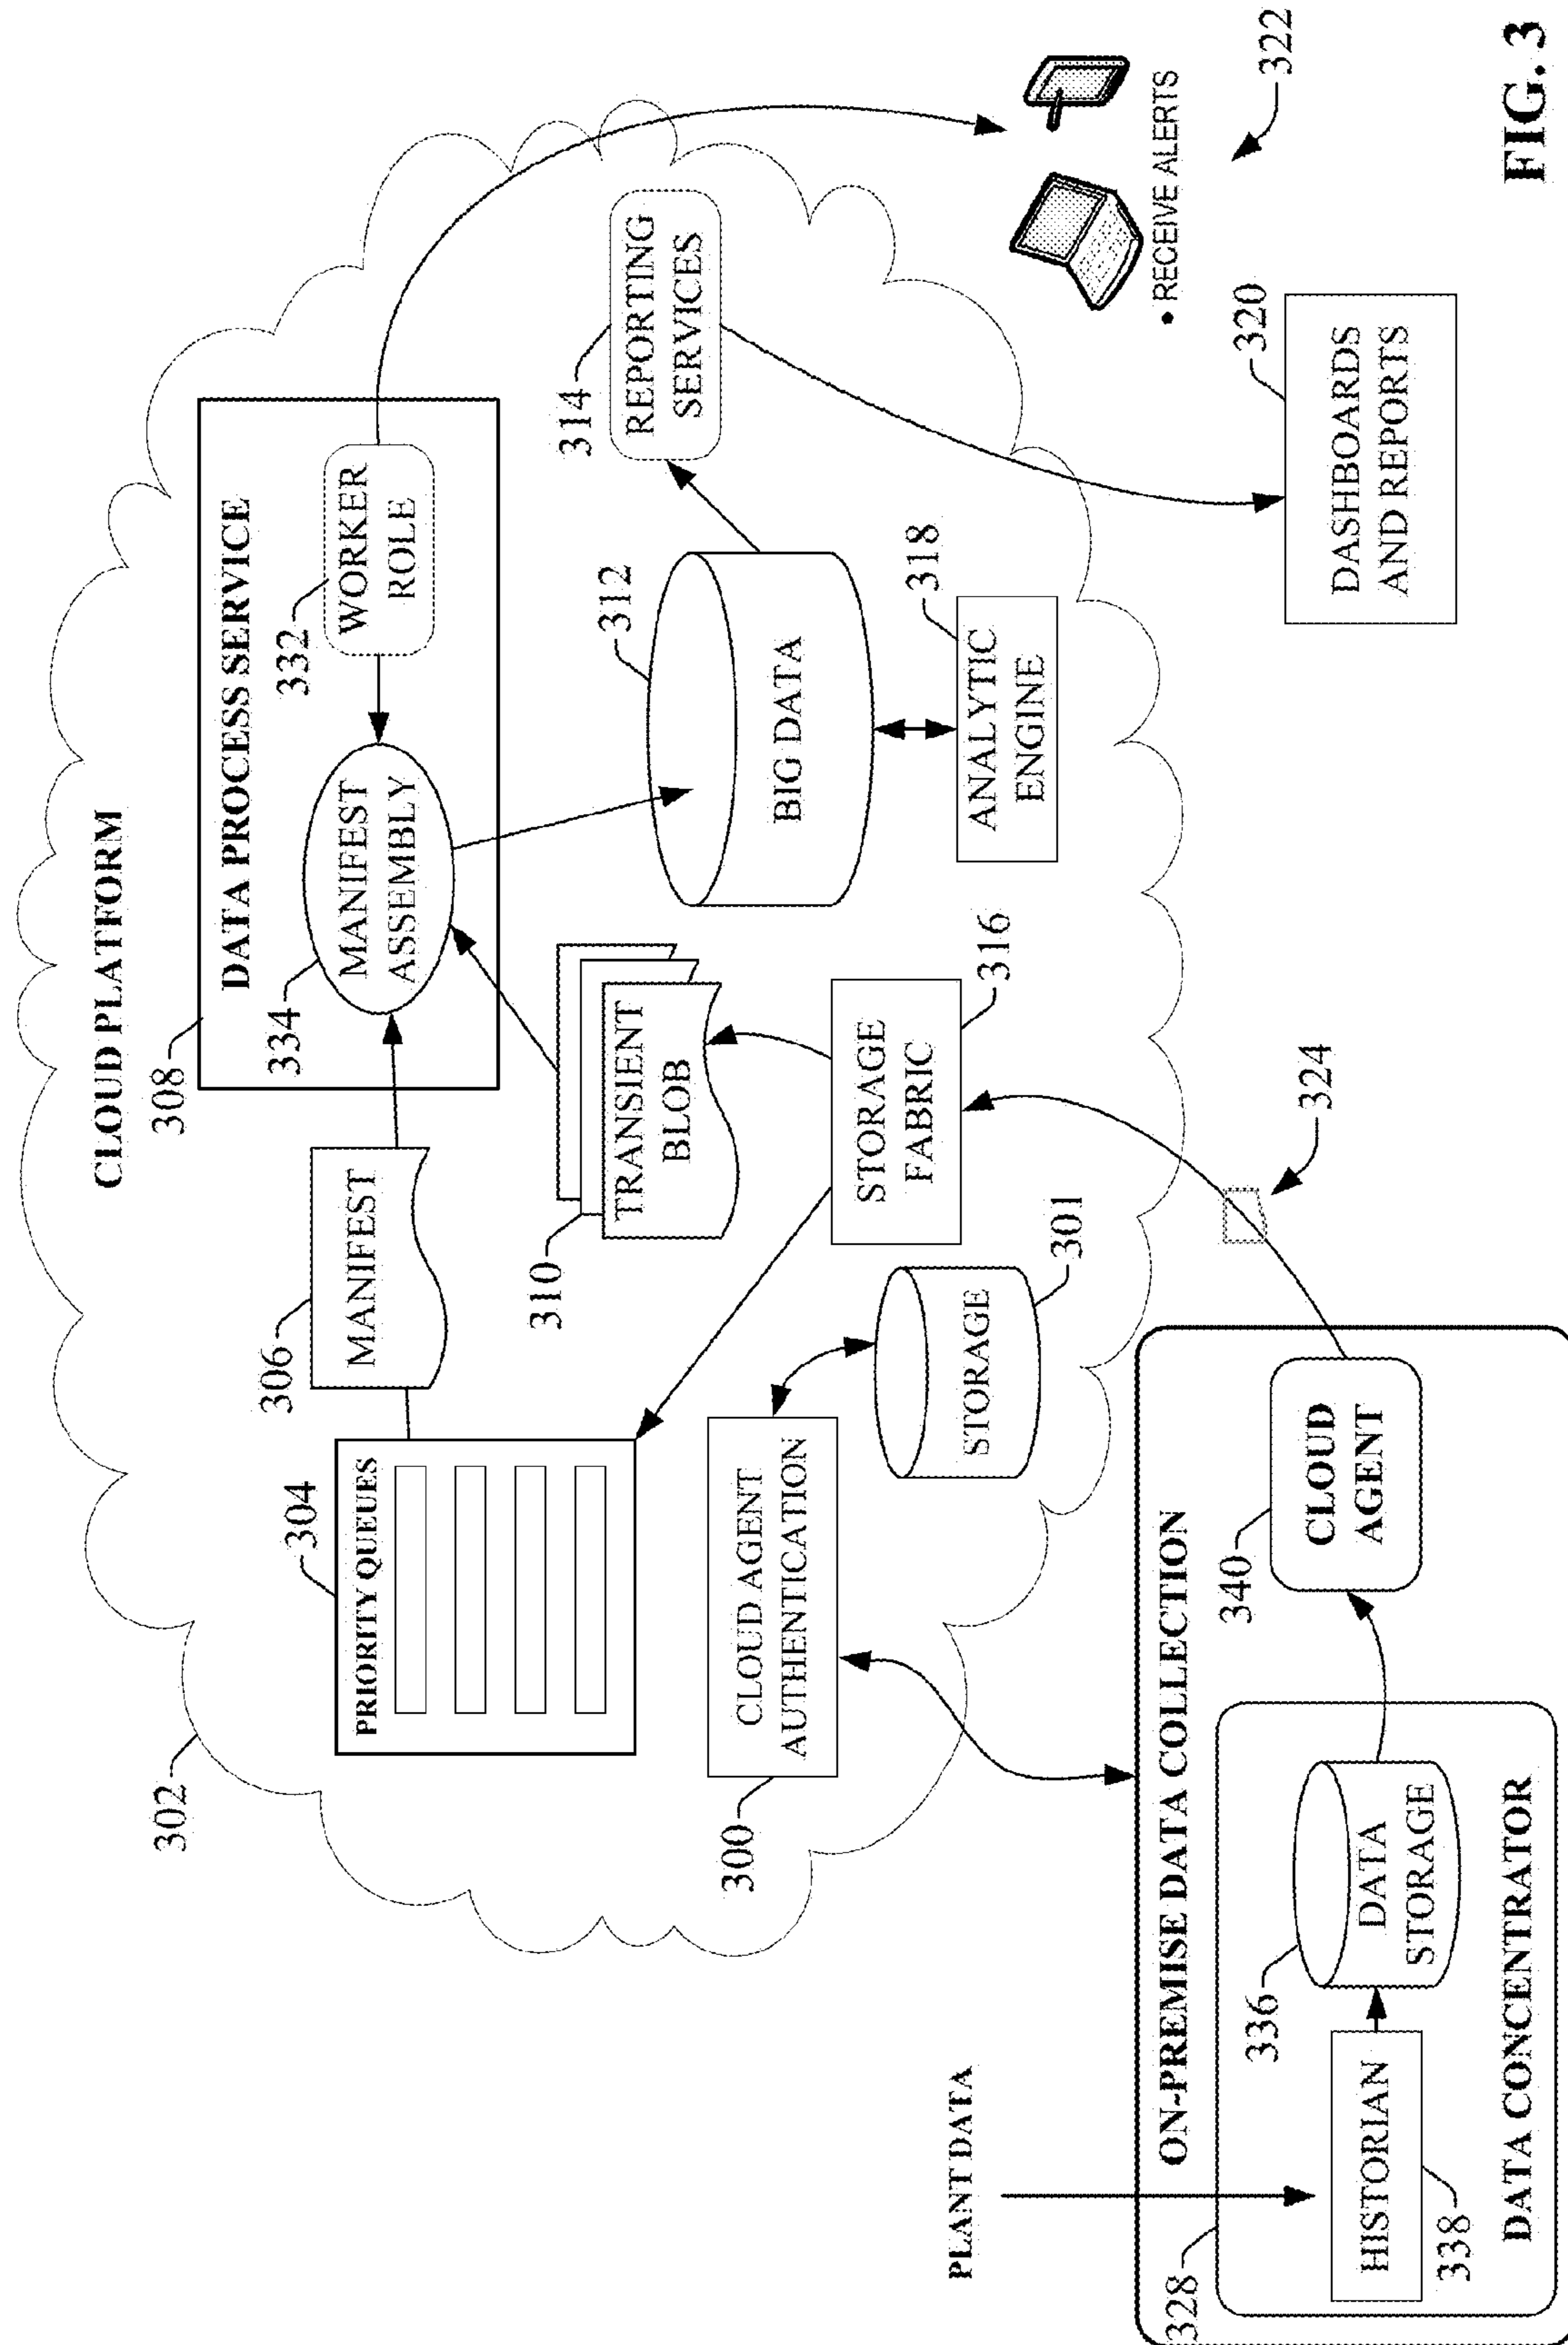 CLOUD PLATFORM
302
304
PRIORITY QUEUES
306
MANIFEST
308
DATA PROCESS SERVICE
334
MANIFEST
ASSEMBLY
332
WORKER
ROLE
310
TRANSIENT
BLOB
312
BIG DATA
314
REPORTING
SERVICES
300
CLOUD AGENT
AUTHENTICATION
STORAGE
301
STORAGE
FABRIC
316
ANALYTIC
ENGINE
318
PLANT DATA
ON-PREMISE DATA COLLECTION
328
HISTORIAN
338
336
DATA
STORAGE
DATA CONCENTRATOR
340
CLOUD
AGENT
324
320
DASHBOARDS
AND REPORTS
• RECEIVE ALERTS
322
FIG. 3